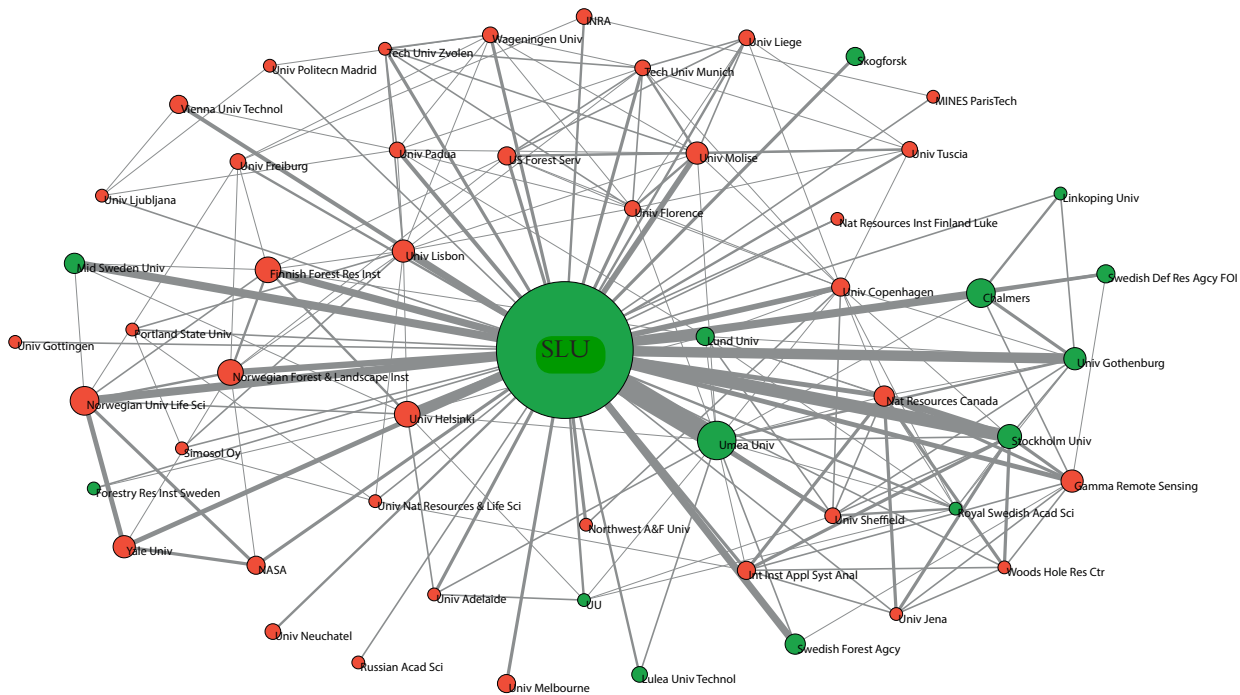 INRA
Wageningen Univ
Univ Liege
Tech Univ Zvolen
Skogforsk
Univ Politecn Madrid
Tech Univ Munich
MINES ParisTech
Vienna Univ Technol
Univ Padua
US Forest Serv
Univ Molise
Univ Tuscia
Univ Freiburg
Univ Ljubljana
Linkoping Univ
Univ Florence
Nat Resources Inst Finland Luke
Univ Lisbon
Mid Sweden Univ
Finnish Forest Res Inst
Swedish Def Res Agcy FOI
Univ Copenhagen
Chalmers
Portland State Univ
Lund Univ
Univ Gottingen
SLU
Univ Gothenburg
Norwegian Forest & Landscape Inst
Norwegian Univ Life Sci
Nat Resources Canada
Univ Helsinki
Umea Univ
Stockholm Univ
Simosol Oy
Gamma Remote Sensing
Forestry Res Inst Sweden
Univ Nat Resources & Life Sci
Royal Swedish Acad Sci
Univ Sheffield
Northwest A&F Univ
Yale Univ
NASA
Int Inst Appl Syst Anal
Woods Hole Res Ctr
Univ Adelaide
UU
Univ Jena
Univ Neuchatel
Swedish Forest Agcy
Russian Acad Sci
Lulea Univ Technol
Univ Melbourne